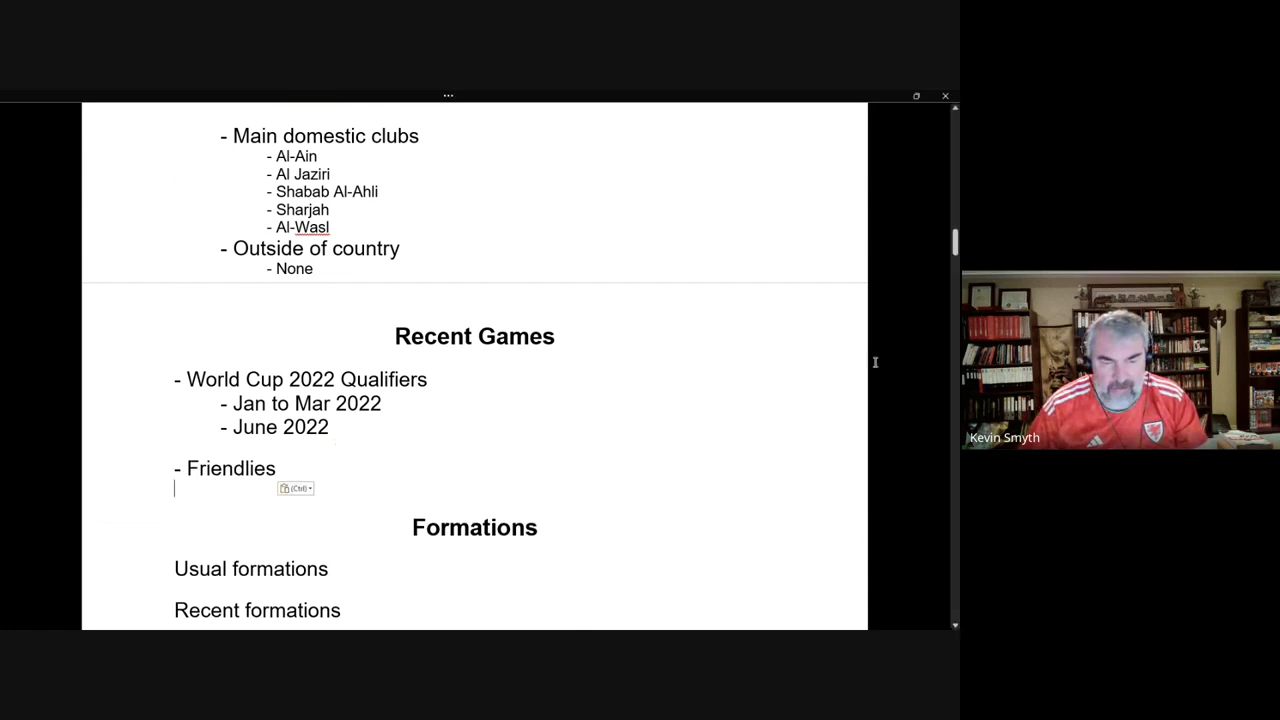 - Main domestic clubs
- Al-Ain
- Al Jaziri
- Shabab Al-Ahli
- Sharjah
- Al-Wasl
- Outside of country
- None
Recent Games
- World Cup 2022 Qualifiers
- Jan to Mar 2022
- June 2022
- Friendlies
(Ctrl)
Formations
Usual formations
Recent formations
Kevin Smyth